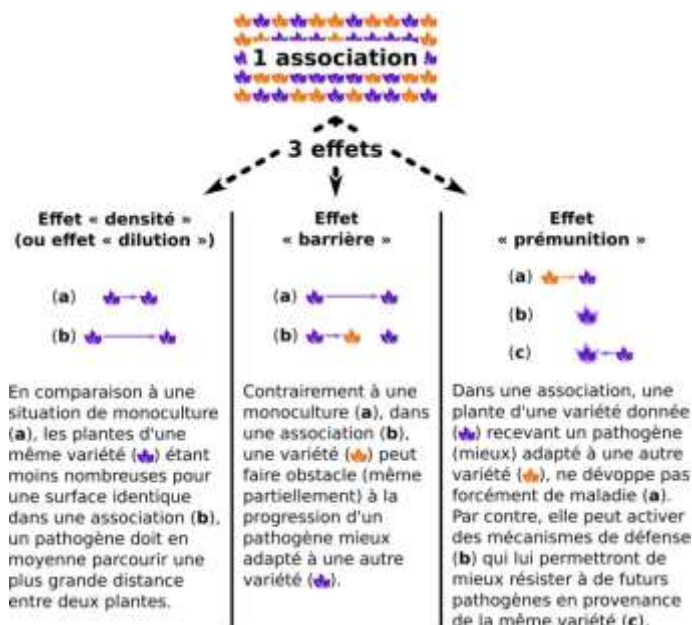 1 association
3 effets
Effet « densité »
(ou effet « dilution »)
(a)
(b)
En comparaison à une
situation de monoculture
(a), les plantes d'une
même variété ( ) étant
moins nombreuses pour
une surface identique
dans une association (b),
un pathogène doit en
moyenne parcourir une
plus grande distance
entre deux plantes.
Effet
« barrière »
(a)
(b)
Contrairement à une
monoculture (a), dans
une association (b),
une variété ( ) peut
faire obstacle (même
partiellement) à la
progression d'un
pathogène mieux
adapté à une autre
variété ( ).
Effet
« prémunition »
(a)
(b)
(c)
Dans une association, une
plante d'une variété donnée
( ) recevant un pathogène
(mieux) adapté à une autre
variété ( ), ne dévoppe pas
forcément de maladie (a).
Par contre, elle peut activer
des mécanismes de défense
(b) qui lui permettront de
mieux résister à de futurs
pathogènes en provenance
de la même variété (c).